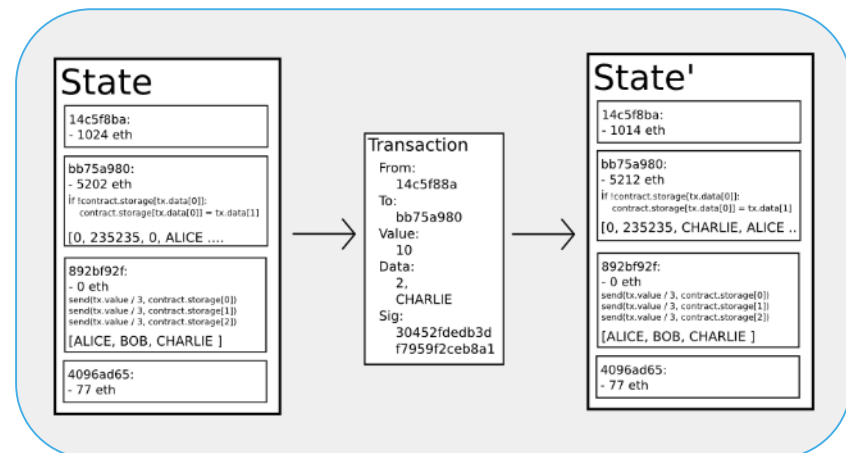 State
14c5f8ba:
- 1024 eth
bb75a980:
- 5202 eth
if !contract.storage[tx.data[0]]:
contract.storage[tx.data[0]] = tx.data[1]
[0, 235235, 0, ALICE ....
892bf92f:
- 0 eth
send(tx.value / 3, contract.storage[0])
send(tx.value / 3, contract.storage[1])
send(tx.value / 3, contract.storage[2])
[ALICE, BOB, CHARLIE ]
4096ad65:
- 77 eth
Transaction
From:
14c5f88a
To:
bb75a980
Value:
10
Data:
2,
CHARLIE
Sig:
30452fdedb3d
f7959f2ceb8a1
State'
14c5f8ba:
- 1014 eth
bb75a980:
- 5212 eth
if !contract.storage[tx.data[0]]:
contract.storage[tx.data[0]] = tx.data[1]
[0, 235235, CHARLIE, ALICE ..
892bf92f:
- 0 eth
send(tx.value / 3, contract.storage[0])
send(tx.value / 3, contract.storage[1])
send(tx.value / 3, contract.storage[2])
[ALICE, BOB, CHARLIE ]
4096ad65:
- 77 eth